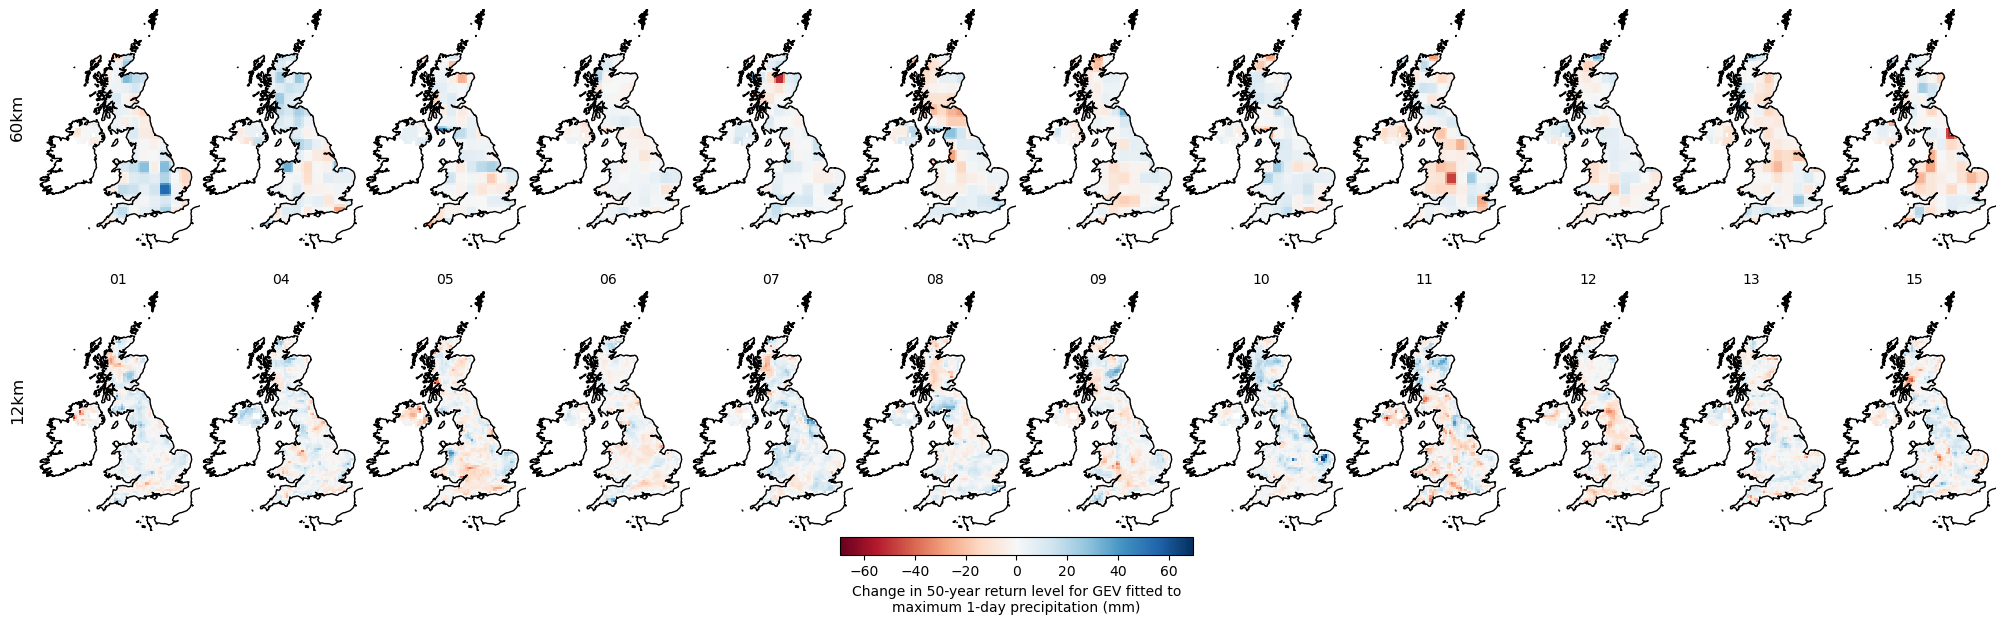 60km
01 04 05 06 07 08 09 10 11 12 13 15
12km
−60 −40 −20 0 20 40 60
Change in 50-year return level for GEV fitted to
maximum 1-day precipitation (mm)